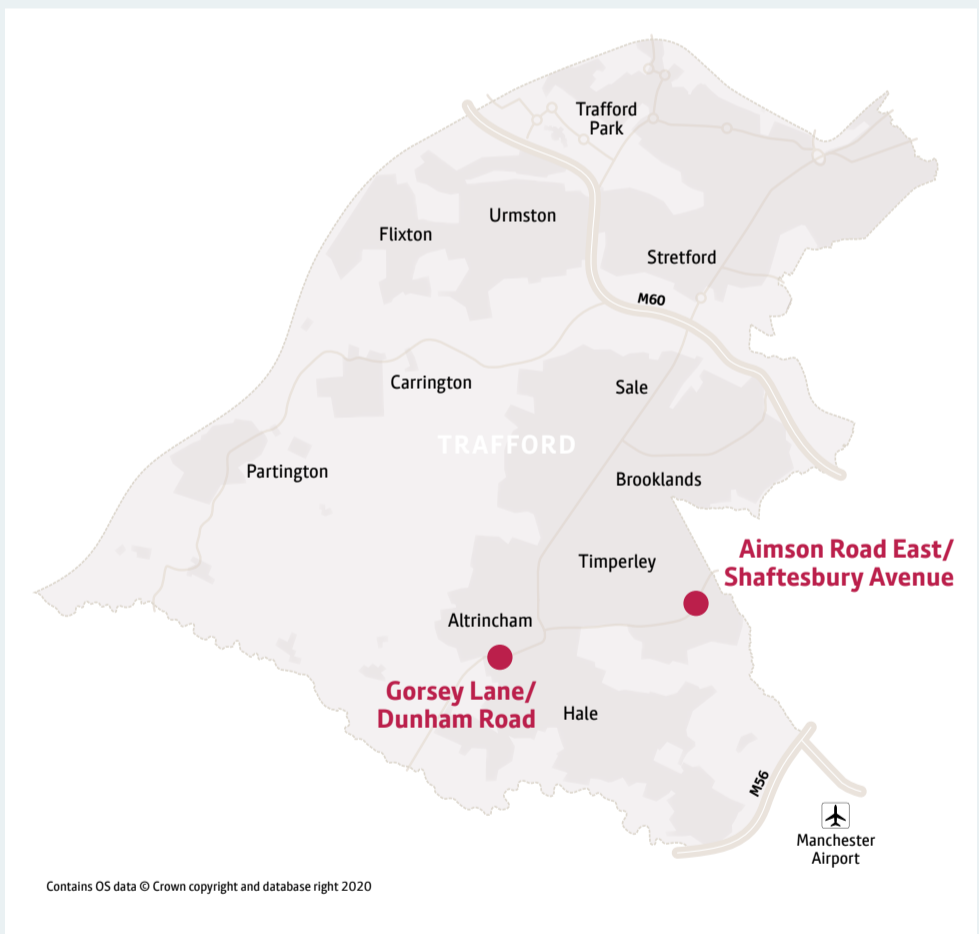 Trafford
Park
Urmston
Flixton
Stretford
M60
Carrington
Sale
TRAFFORD
Partington
Brooklands
Aimson Road East/
Shaftesbury Avenue
Timperley
Altrincham
Gorsey Lane/
Dunham Road
Hale
M56
Manchester
Airport
Contains OS data © Crown copyright and database right 2020